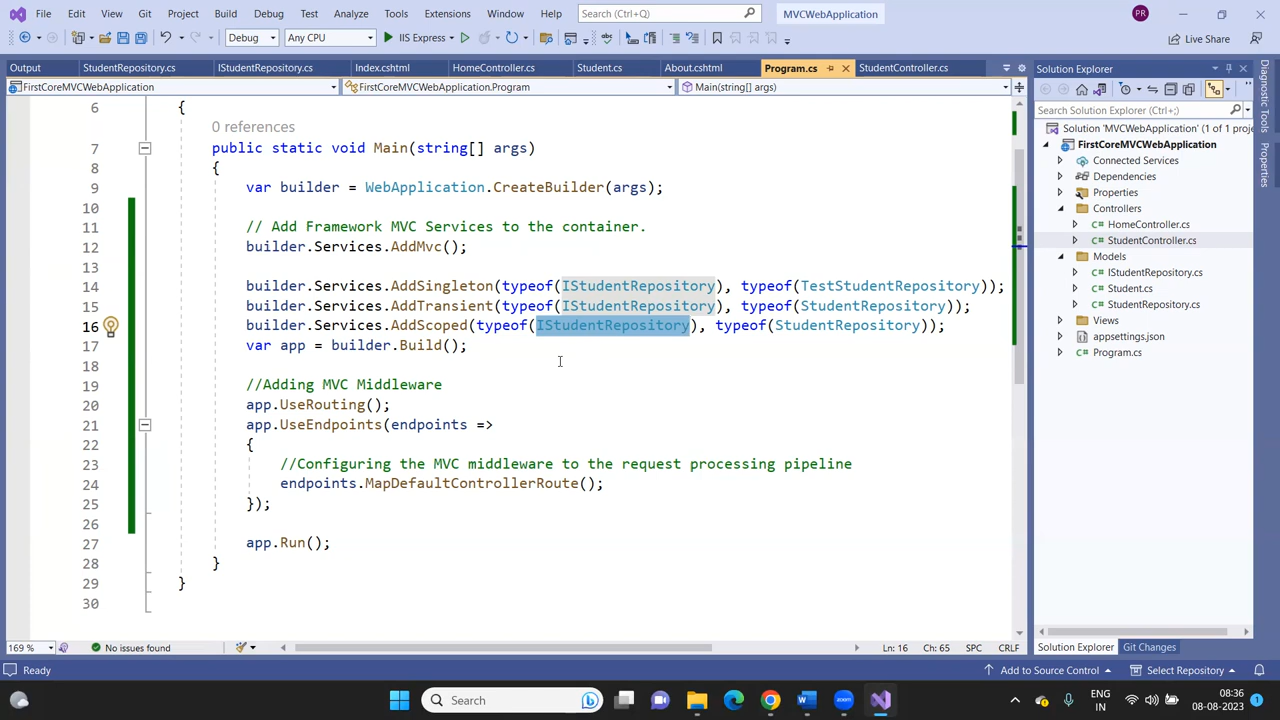 File Edit View Git Project Build Debug Test Analyze Tools Extensions Window Help Search (Ctrl+Q) MVCWebApplication PR
Debug Any CPU IIS Express Live Share
Output StudentRepository.cs IStudentRepository.cs Index.cshtml HomeController.cs Student.cs About.cshtml Program.cs StudentController.cs
FirstCoreMVCWebApplication FirstCoreMVCWebApplication.Program Main(string[] args)
6 {
0 references
7 public static void Main(string[] args)
8 {
9 var builder = WebApplication.CreateBuilder(args);
10
11 // Add Framework MVC Services to the container.
12 builder.Services.AddMvc();
13
14 builder.Services.AddSingleton(typeof(IStudentRepository), typeof(TestStudentRepository));
15 builder.Services.AddTransient(typeof(IStudentRepository), typeof(StudentRepository));
16 builder.Services.AddScoped(typeof(IStudentRepository), typeof(StudentRepository));
17 var app = builder.Build();
18
19 //Adding MVC Middleware
20 app.UseRouting();
21 app.UseEndpoints(endpoints =>
22 {
23 //Configuring the MVC middleware to the request processing pipeline
24 endpoints.MapDefaultControllerRoute();
25 });
26
27 app.Run();
28 }
29 }
30
169 % No issues found Ln: 16 Ch: 65 SPC CRLF
Solution Explorer
Search Solution Explorer (Ctrl+;)
Solution 'MVCWebApplication' (1 of 1 proje
FirstCoreMVCWebApplication
Connected Services
Dependencies
Properties
Controllers
HomeController.cs
StudentController.cs
Models
IStudentRepository.cs
Student.cs
StudentRepository.cs
Views
appsettings.json
Program.cs
Solution Explorer Git Changes
Diagnostic Tools
Properties
Ready Add to Source Control Select Repository
Search ENG IN 08:36 08-08-2023 1